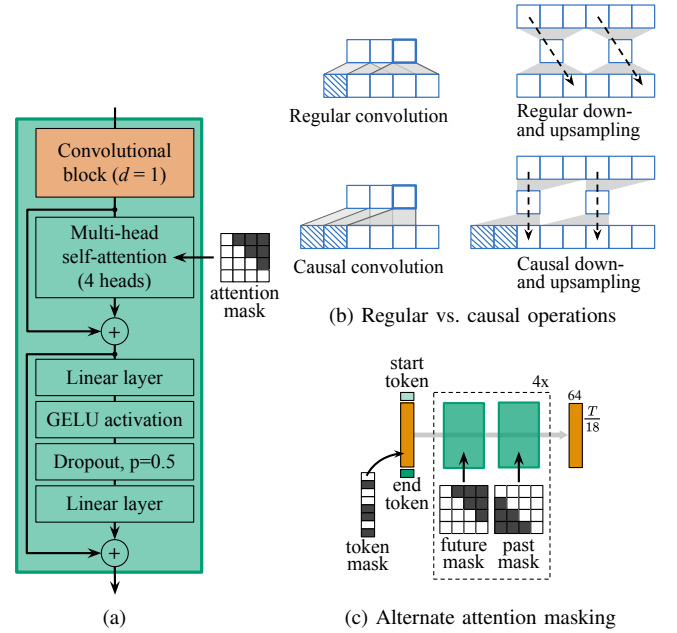 Convolutional
block (d = 1)
Multi-head
self-attention
(4 heads)
attention
mask
+
Linear layer
GELU activation
Dropout, p=0.5
Linear layer
+
(a)
Regular convolution
Regular down-
and upsampling
Causal convolution
Causal down-
and upsampling
(b) Regular vs. causal operations
start
token
4x
64
T
18
end
token
token
mask
future
mask
past
mask
(c) Alternate attention masking